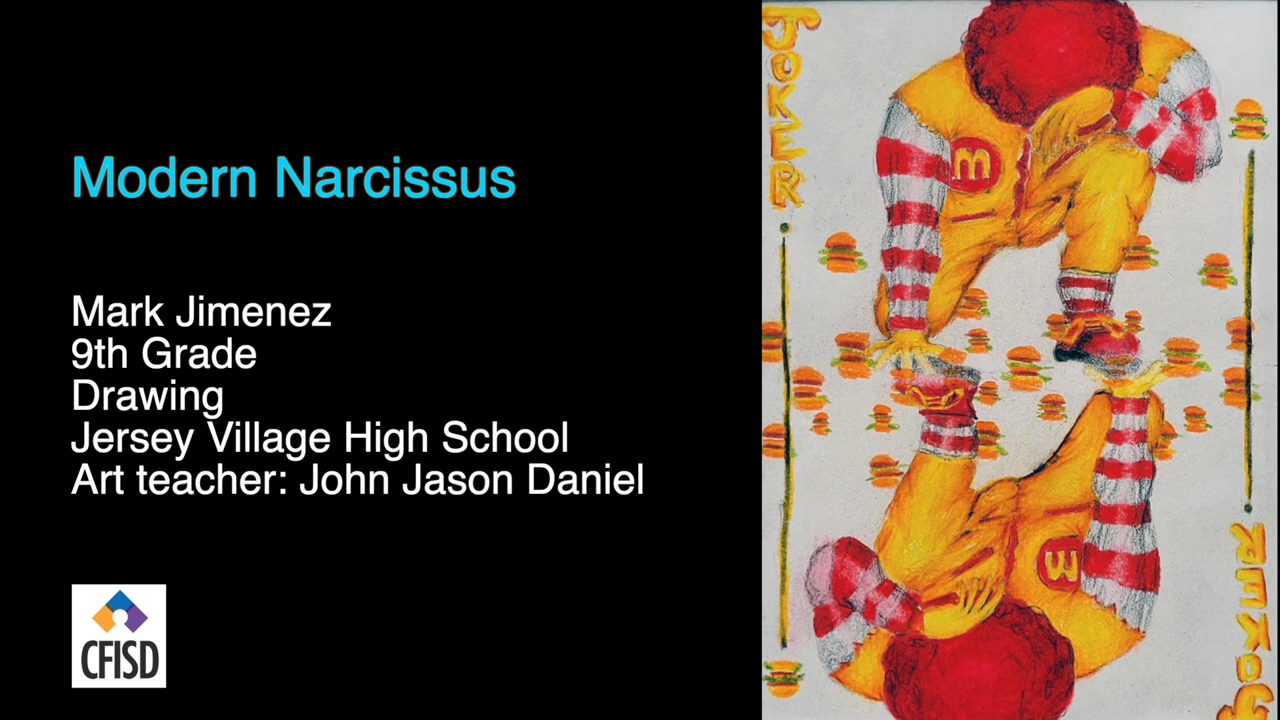 Modern Narcissus
Mark Jimenez
9th Grade
Drawing
Jersey Village High School
Art teacher: John Jason Daniel
CFISD
JOKER
m
m
JOKER